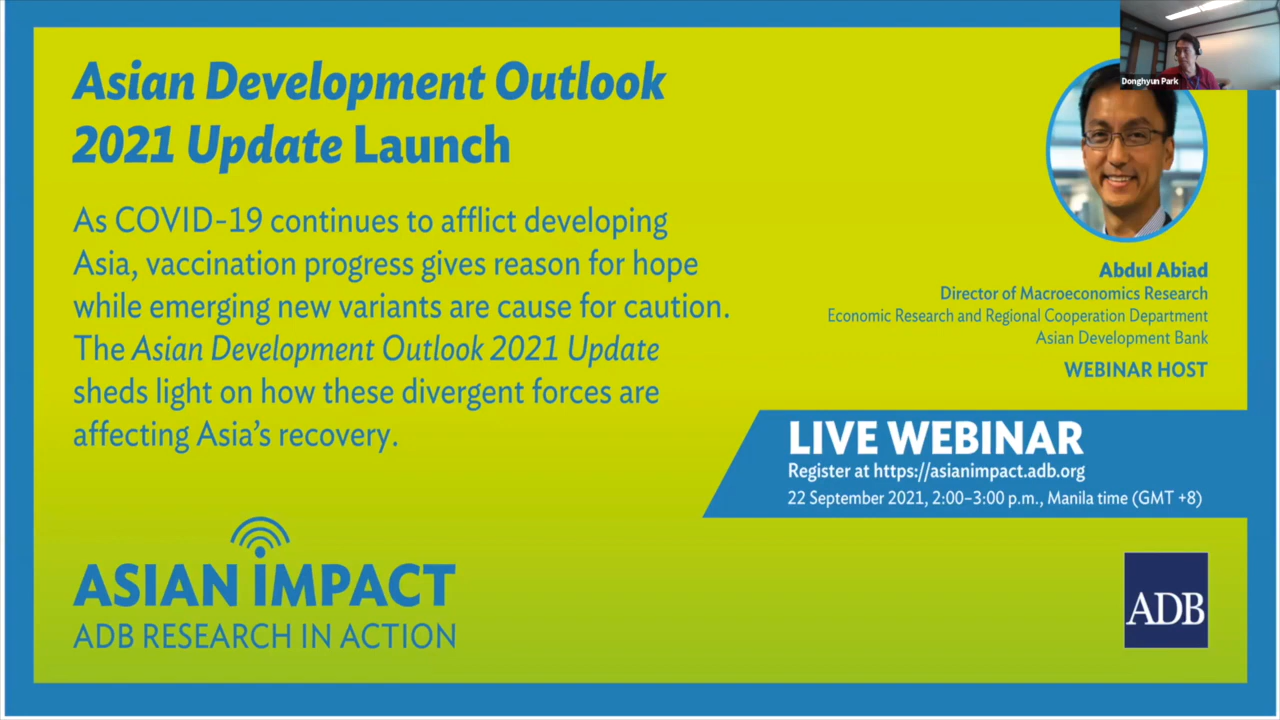 Asian Development Outlook
2021 Update Launch
As COVID-19 continues to afflict developing
Asia, vaccination progress gives reason for hope
while emerging new variants are cause for caution.
The Asian Development Outlook 2021 Update
sheds light on how these divergent forces are
affecting Asia's recovery.
Donghyun Park
Abdul Abiad
Director of Macroeconomics Research
Economic Research and Regional Cooperation Department
Asian Development Bank
WEBINAR HOST
LIVE WEBINAR
Register at https://asianimpact.adb.org
22 September 2021, 2:00–3:00 p.m., Manila time (GMT +8)
ASIAN IMPACT
ADB RESEARCH IN ACTION
ADB